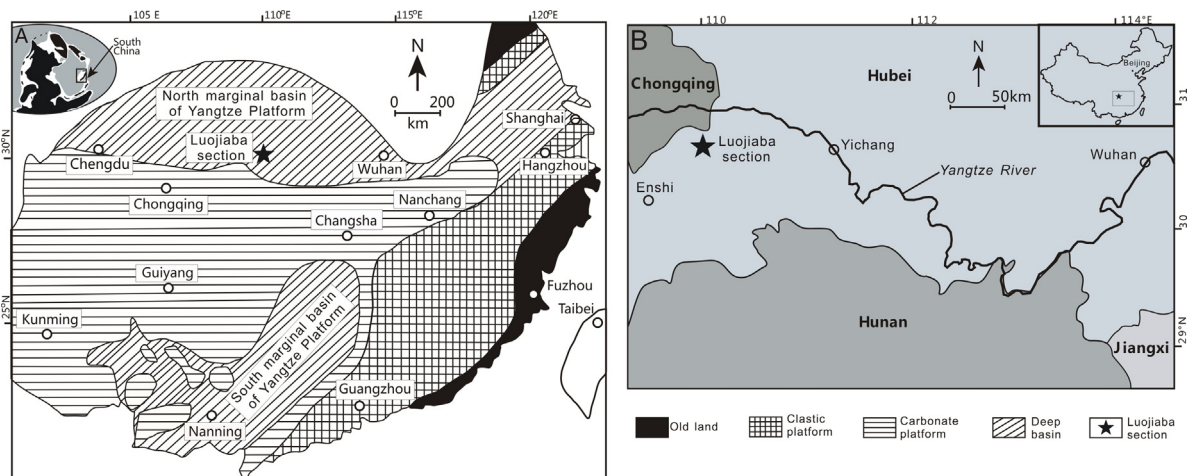 105 E
110°E
115°E
120°E
A
South
China
N
0 200
km
North marginal basin
of Yangtze Platform
Luojiaba
section
Shanghai
30°N
Chengdu
Wuhan
Hangzhou
Chongqing
Nanchang
Changsha
Guiyang
Fuzhou
Taibei
25°N
Kunming
South marginal basin
of Yangtze Platform
Guangzhou
Nanning
110
112
114°E
B
Chongqing
Hubei
N
0 50km
Beijing
31
Luojiaba
section
Yichang
Wuhan
Yangtze River
Enshi
30
Hunan
29°N
Jiangxi
Old land
Clastic
platform
Carbonate
platform
Deep
basin
Luojiaba
section